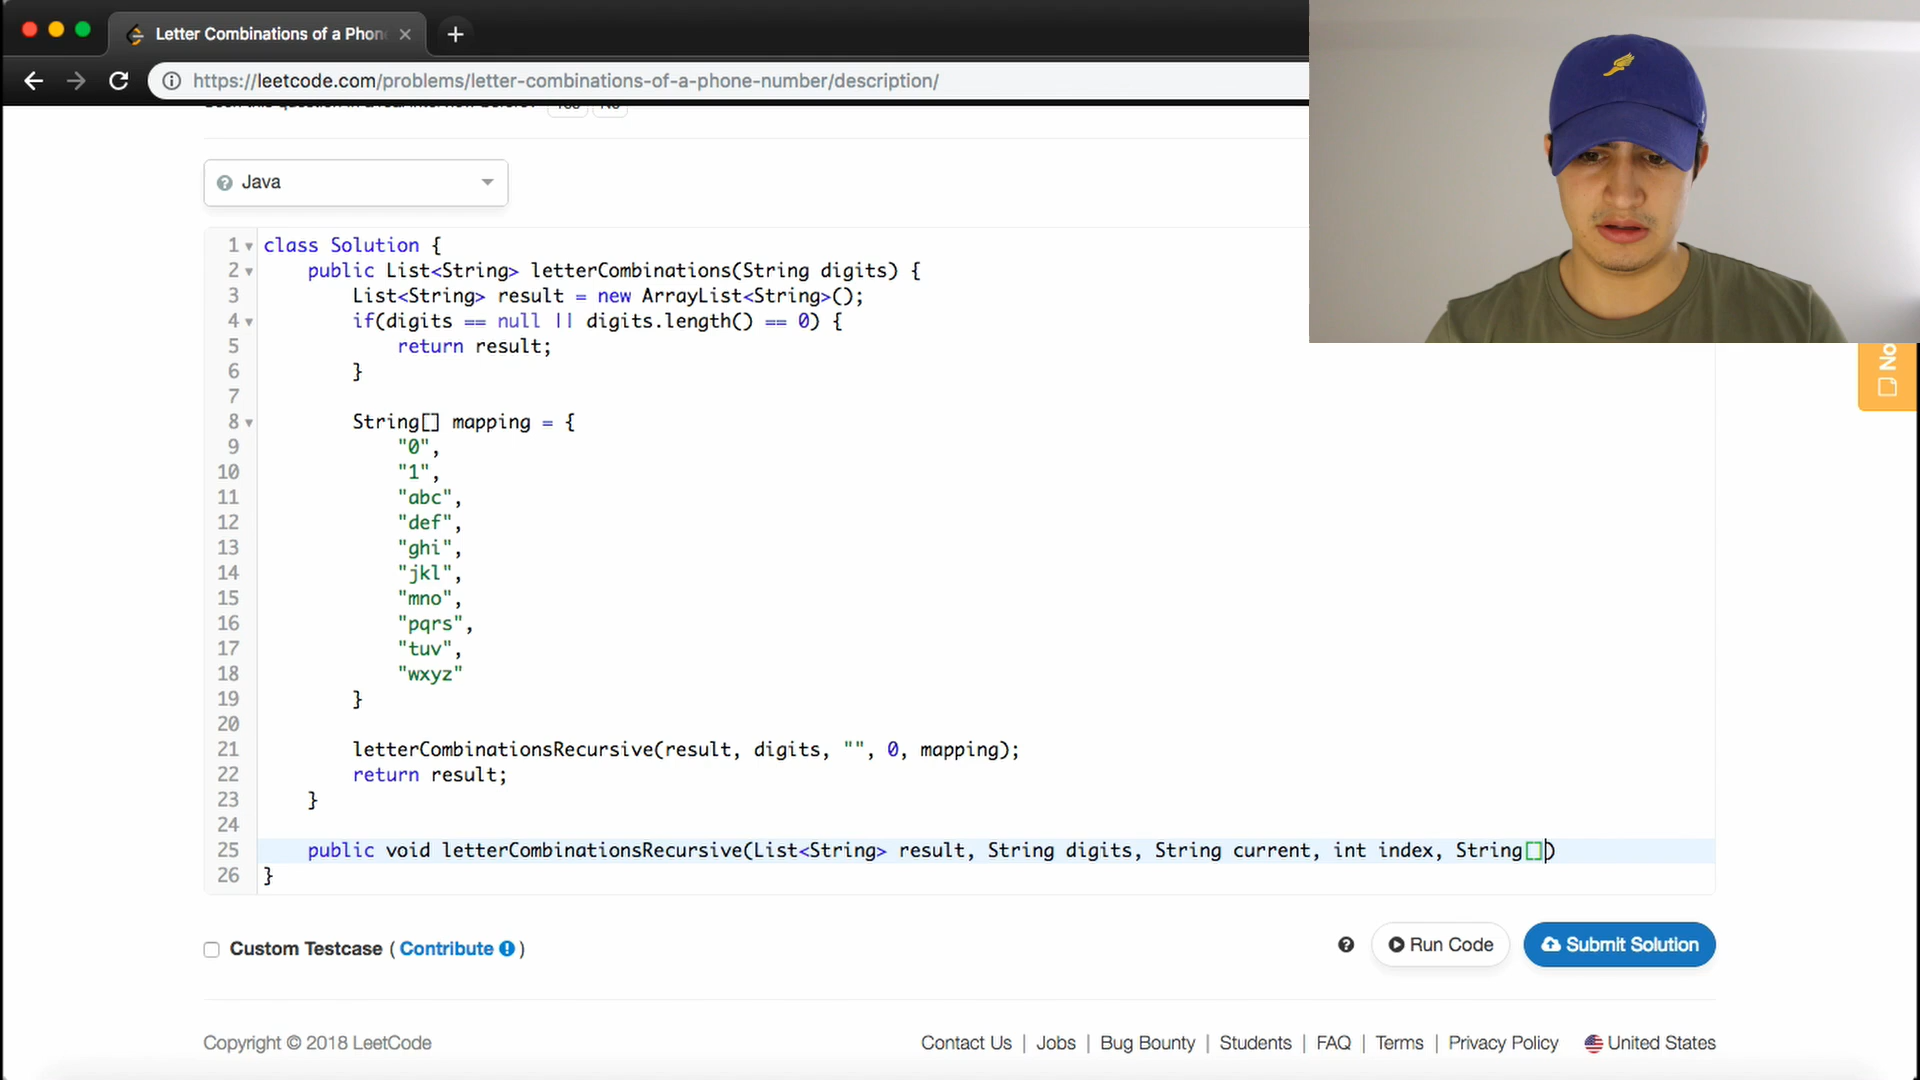 Letter Combinations of a Phon
https://leetcode.com/problems/letter-combinations-of-a-phone-number/description/
Yes No
Java
No
1 class Solution {
2 public List<String> letterCombinations(String digits) {
3 List<String> result = new ArrayList<String>();
4 if(digits == null || digits.length() == 0) {
5 return result;
6 }
7
8 String[] mapping = {
9 "0",
10 "1",
11 "abc",
12 "def",
13 "ghi",
14 "jkl",
15 "mno",
16 "pqrs",
17 "tuv",
18 "wxyz"
19 }
20
21 letterCombinationsRecursive(result, digits, "", 0, mapping);
22 return result;
23 }
24
25 public void letterCombinationsRecursive(List<String> result, String digits, String current, int index, String[])
26 }
Custom Testcase ( Contribute )
Run Code
Submit Solution
Copyright © 2018 LeetCode
Contact Us | Jobs | Bug Bounty | Students | FAQ | Terms | Privacy Policy United States